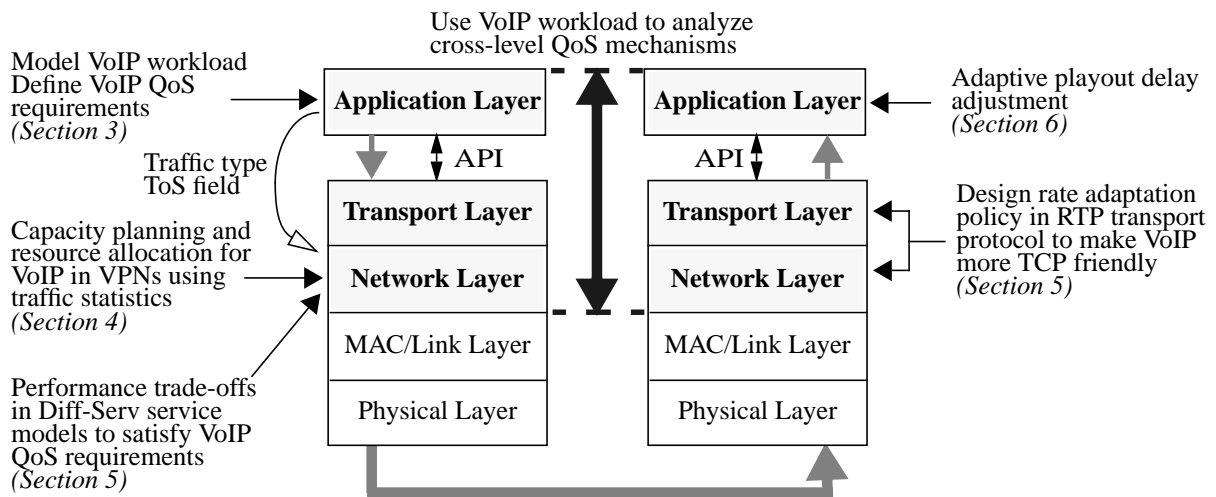 Use VoIP workload to analyze
cross-level QoS mechanisms
Model VoIP workload
Define VoIP QoS
requirements
(Section 3)
Traffic type
ToS field
Capacity planning and
resource allocation for
VoIP in VPNs using
traffic statistics
(Section 4)
Performance trade-offs
in Diff-Serv service
models to satisfy VoIP
QoS requirements
(Section 5)
Application Layer
API
Transport Layer
Network Layer
MAC/Link Layer
Physical Layer
Application Layer
API
Transport Layer
Network Layer
MAC/Link Layer
Physical Layer
Adaptive playout delay
adjustment
(Section 6)
Design rate adaptation
policy in RTP transport
protocol to make VoIP
more TCP friendly
(Section 5)